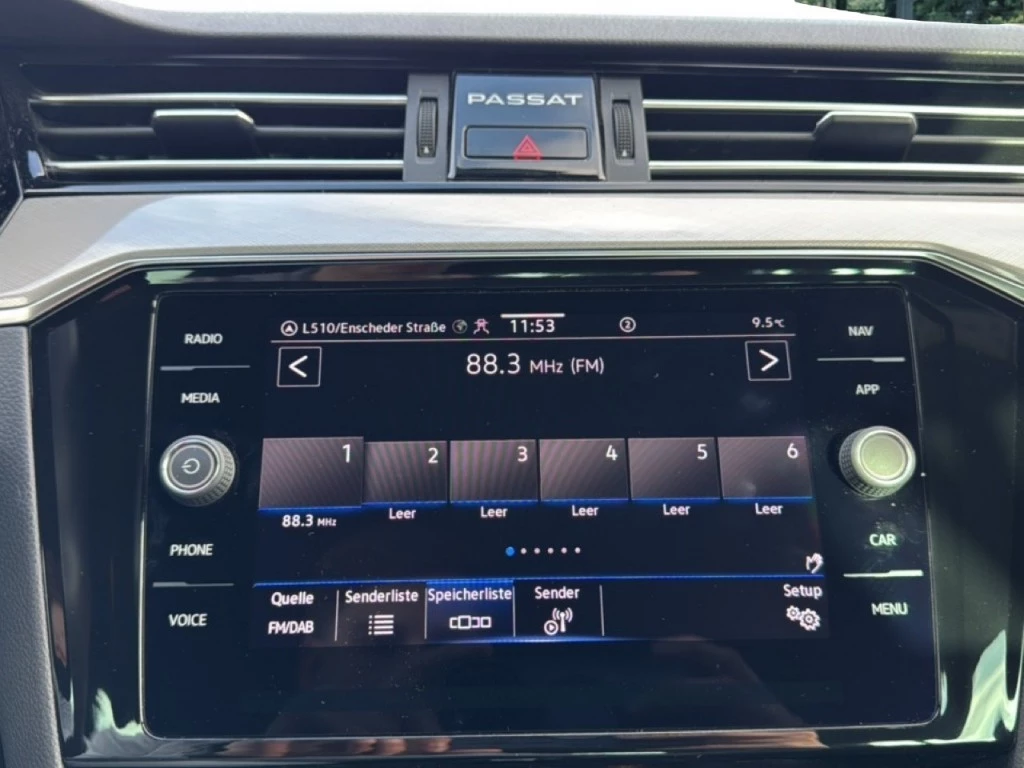 PASSAT
RADIO
MEDIA
PHONE
VOICE
L510/Enscheder Straße 11:53 2 9.5°C
< 88.3 MHz (FM) >
1 2 3 4 5 6
88.3 MHz Leer Leer Leer Leer Leer
Quelle Senderliste Speicherliste Sender Setup
FM/DAB
NAV
APP
CAR
MENU